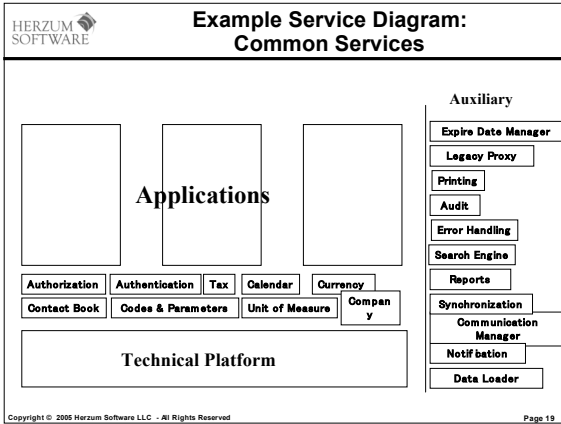 HERZUM
SOFTWARE
Example Service Diagram:
Common Services
Auxiliary
Expire Date Manager
Legacy Proxy
Printing
Audit
Error Handling
Search Engine
Reports
Synchronization
Communication
Manager
Notifbation
Data Loader
Applications
Authorization
Authentication
Tax
Calendar
Currency
Contact Book
Codes & Parameters
Unit of Measure
Compan
y
Technical Platform
Copyright © 2005 Herzum Software LLC - All Rights Reserved
Page 19